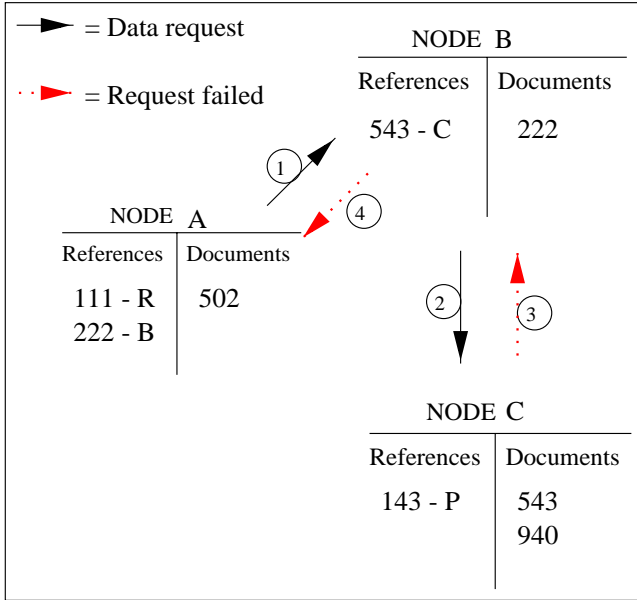 = Data request
= Request failed
NODE B
References Documents
543 - C 222
1
4
NODE A
References Documents
111 - R 502
222 - B
2
3
NODE C
References Documents
143 - P 543
940